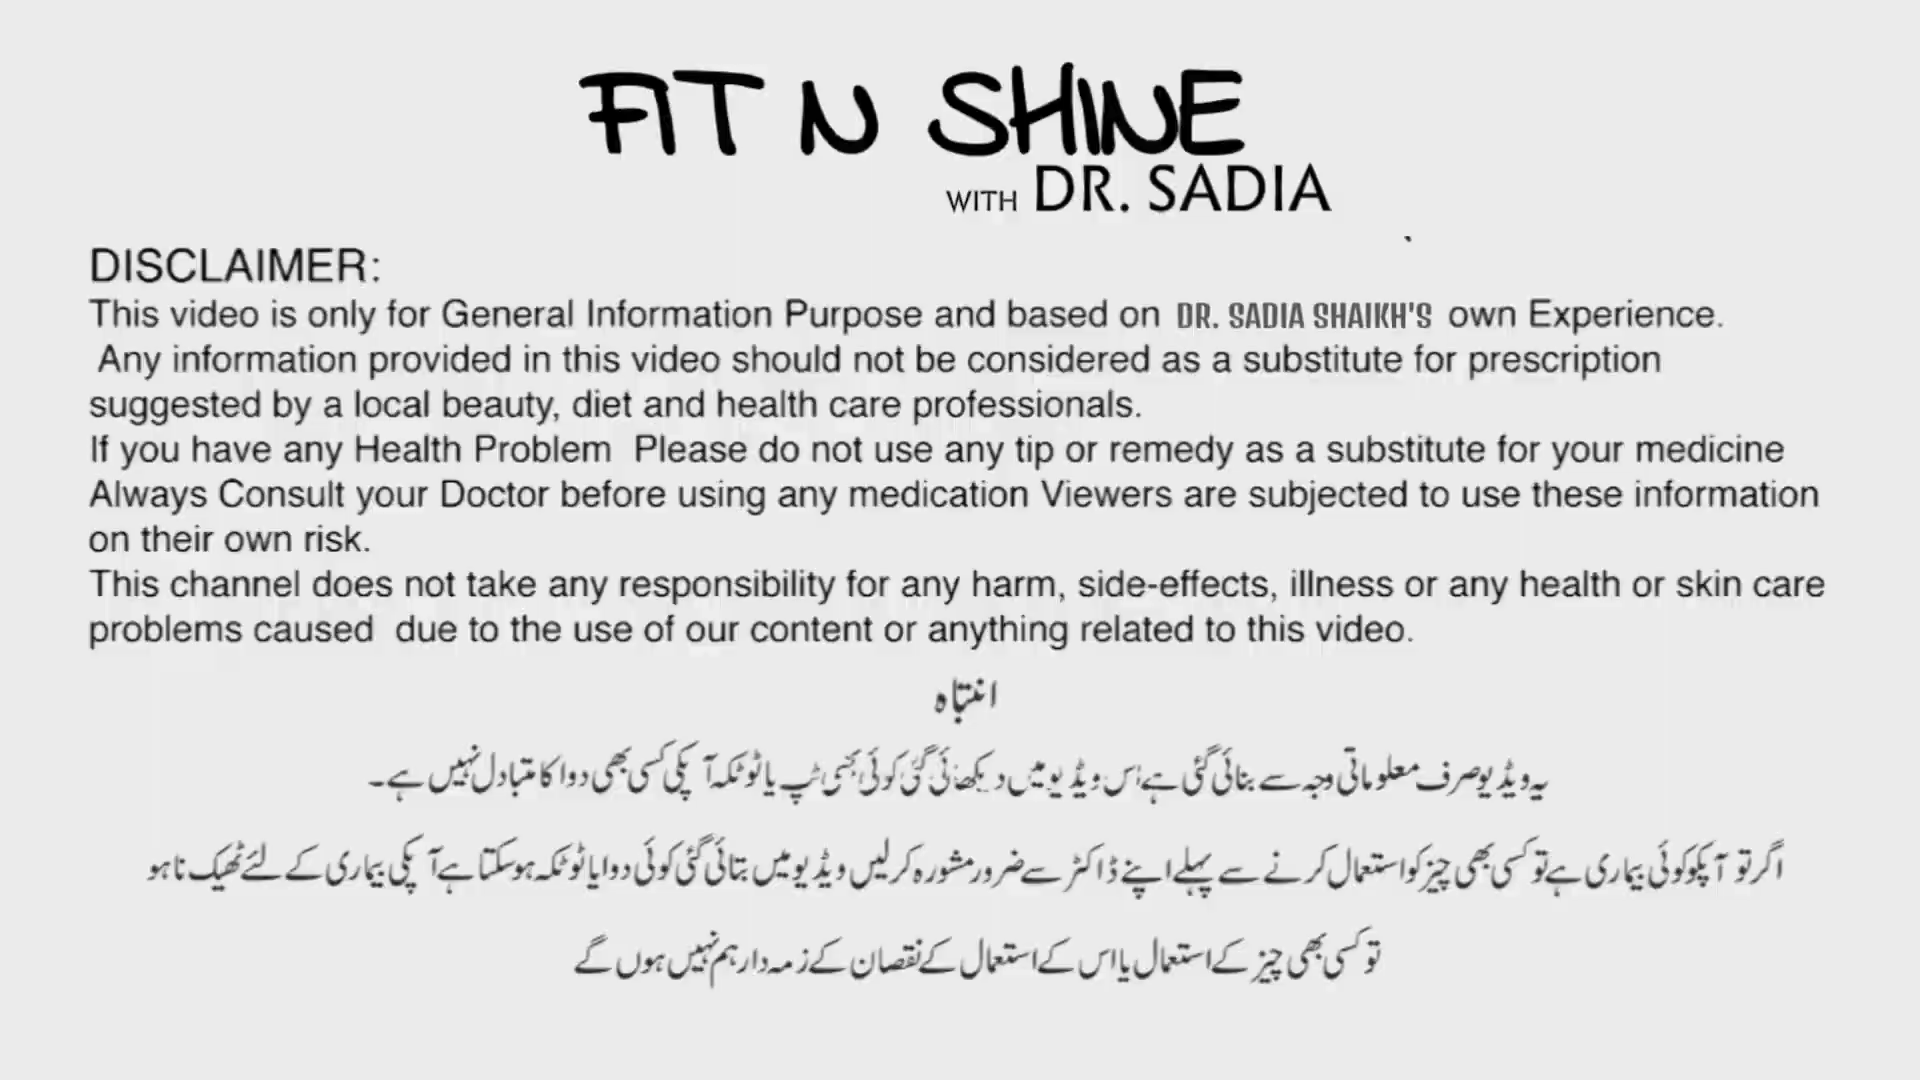 FIT N SHINE
WITH DR. SADIA
DISCLAIMER:
This video is only for General Information Purpose and based on DR. SADIA SHAIKH'S own Experience.
Any information provided in this video should not be considered as a substitute for prescription
suggested by a local beauty, diet and health care professionals.
If you have any Health Problem Please do not use any tip or remedy as a substitute for your medicine
Always Consult your Doctor before using any medication Viewers are subjected to use these information
on their own risk.
This channel does not take any responsibility for any harm, side-effects, illness or any health or skin care
problems caused due to the use of our content or anything related to this video.
انتباہ
یہ ویڈیو صرف معلوماتی وجہ سے بنائی گئی ہے اس ویڈیو میں دیکھائی گئی کوئی بھی ٹپ یا ٹوٹکہ آپکی کسی بھی دوا کا متبادل نہیں ہے۔
اگر تو آپکو کوئی بیماری ہے تو کسی بھی چیز کو استعمال کرنے سے پہلے اپنے ڈاکٹر سے ضرور مشورہ کرلیں ویڈیو میں بتائی گئی کوئی دوا یا ٹوٹکہ ہوسکتا ہے آپکی بیماری کے لئے ٹھیک نا ہو
تو کسی بھی چیز کے استعمال یا اس کے استعمال کے نقصان کے زمہ دار ہم نہیں ہوں گے